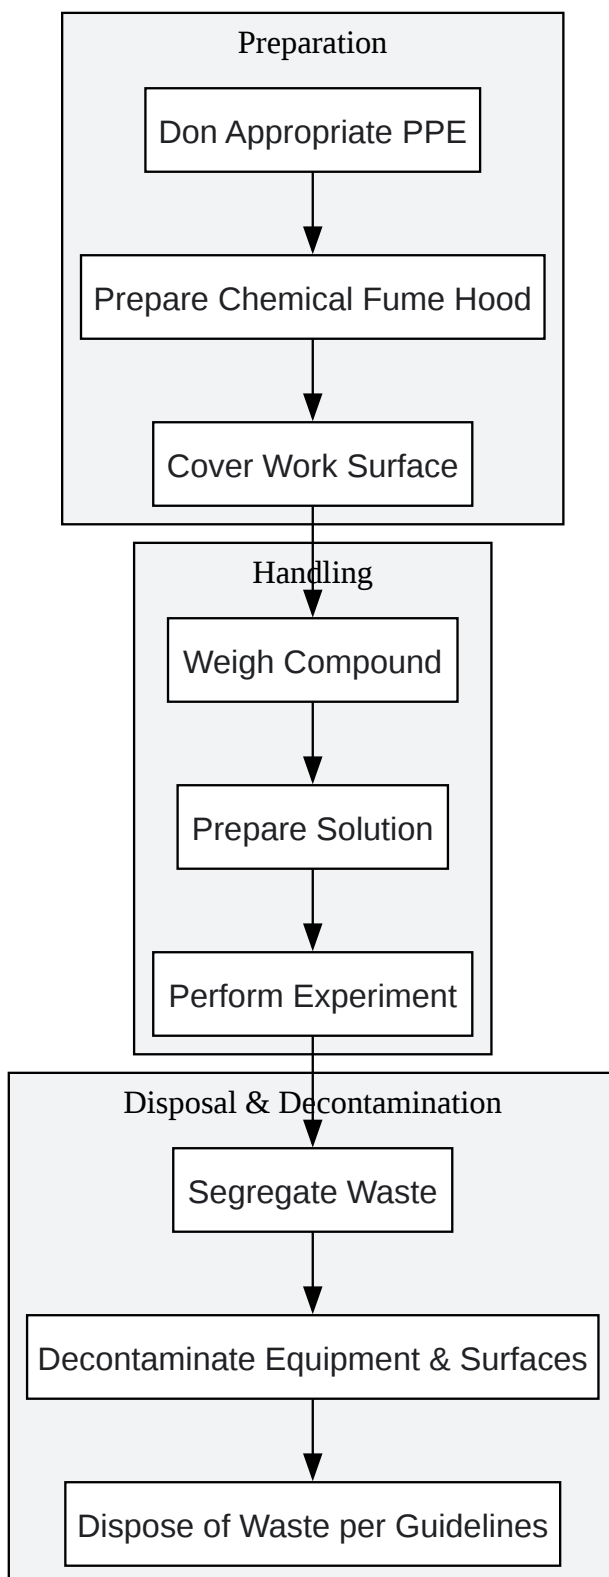 Preparation
Don Appropriate PPE
Prepare Chemical Fume Hood
Cover Work Surface
Handling
Weigh Compound
Prepare Solution
Perform Experiment
Disposal & Decontamination
Segregate Waste
Decontaminate Equipment & Surfaces
Dispose of Waste per Guidelines